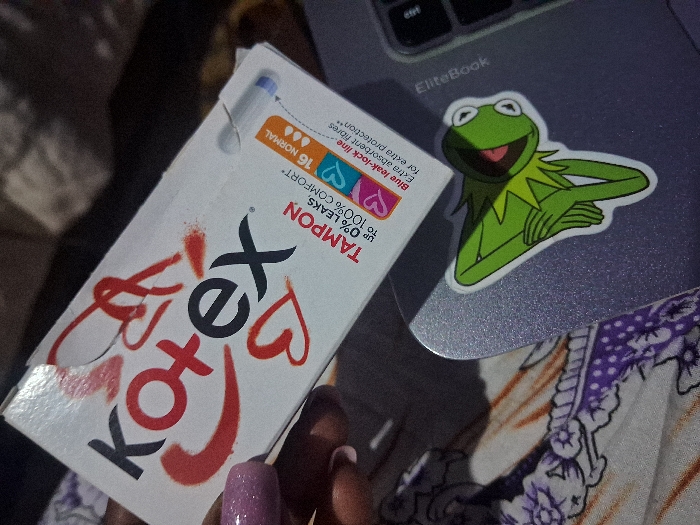 ctrl
EliteBook
16 NORMAL
Blue leak-lock line
Extra absorbent fibres
for extra protection**
TAMPON
UP TO 0% LEAKS
100% COMFORT*
kotex®